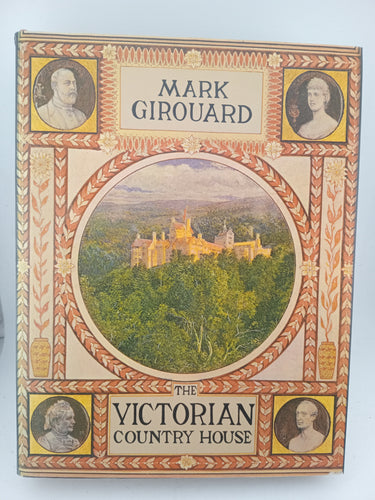 MARK
GIROUARD
THE
VICTORIAN
COUNTRY HOUSE